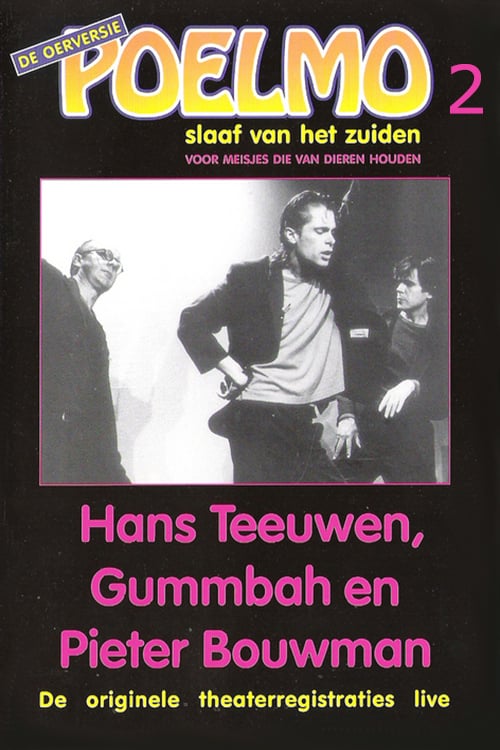 DE OERVERSIE
POELMO 2
slaaf van het zuiden
VOOR MEISJES DIE VAN DIEREN HOUDEN
Hans Teeuwen,
Gummbah en
Pieter Bouwman
De originele theaterregistraties live